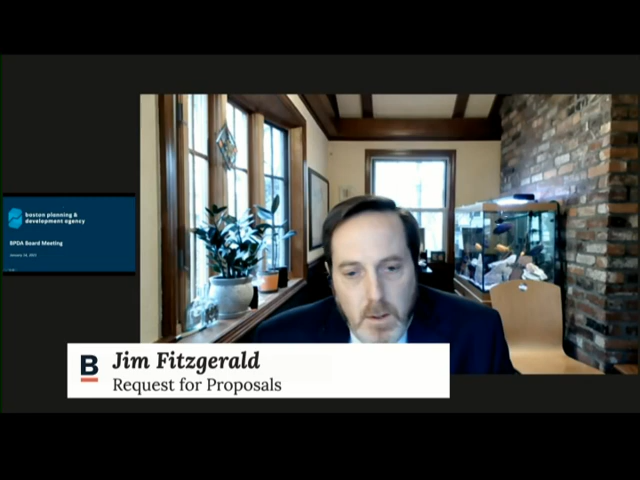 boston planning &
development agency
BPDA Board Meeting
B
Jim Fitzgerald
Request for Proposals